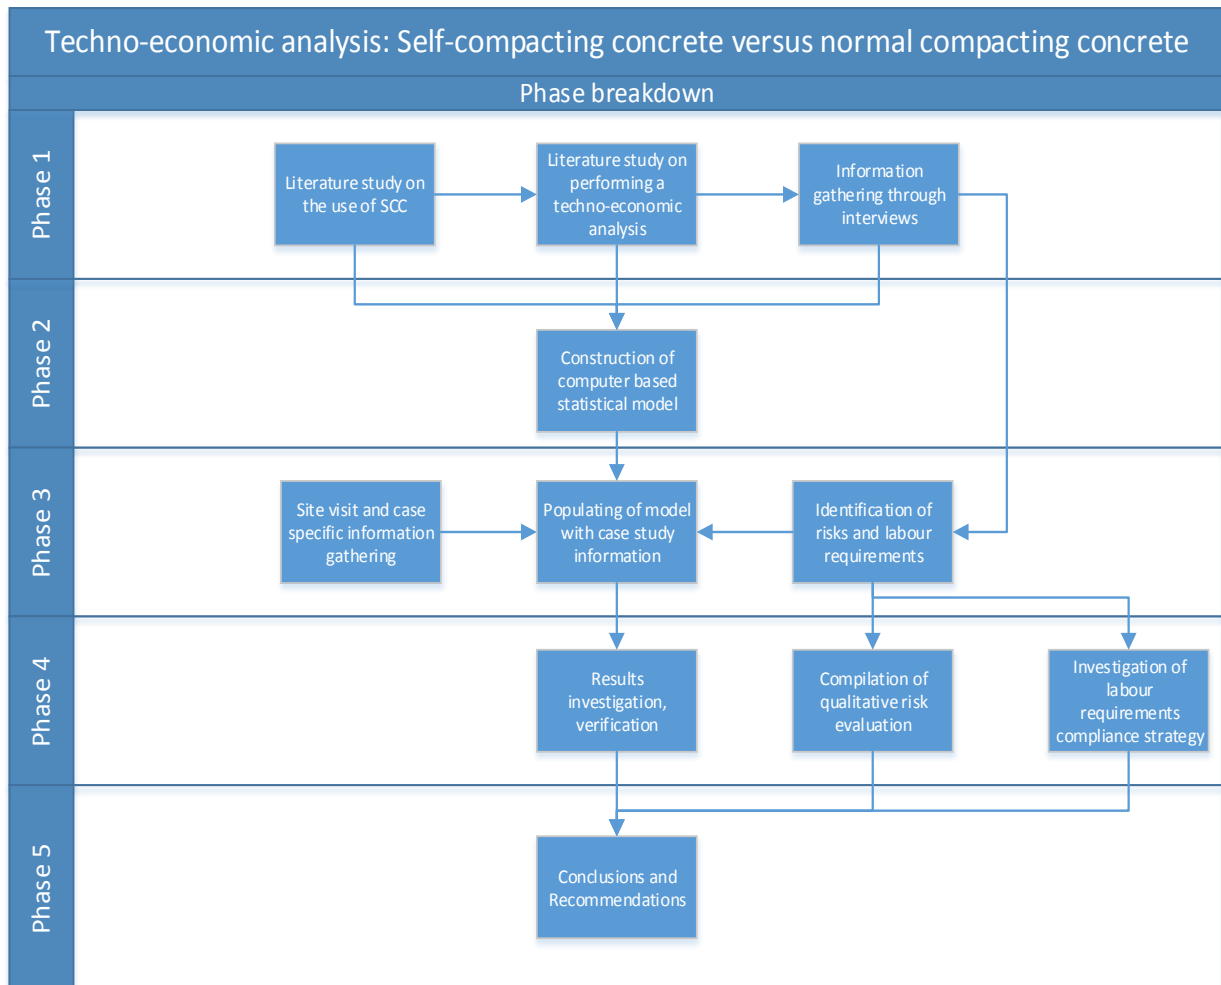 Techno-economic analysis: Self-compacting concrete versus normal compacting concrete
Phase breakdown
Phase 1
Literature study on
the use of SCC
Literature study on
performing a
techno-economic
analysis
Information
gathering through
interviews
Phase 2
Construction of
computer based
statistical model
Phase 3
Site visit and case
specific information
gathering
Populating of model
with case study
information
Identification of
risks and labour
requirements
Phase 4
Results
investigation,
verification
Compilation of
qualitative risk
evaluation
Investigation of
labour
requirements
compliance strategy
Phase 5
Conclusions and
Recommendations